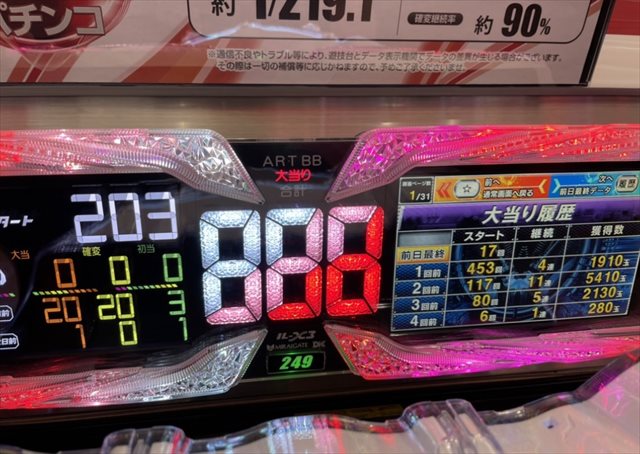 約 1/219.1
確変継続率 約 90%
パチンコ
※通信不良やトラブル等により、遊技台とデータ表示機間でデータの差異が生じる場合がございます。
その際は一切の補償等に応じかねますので、予めご了承くださいませ。
ART BB
大当り
合計
タート
203
大当 確変 初当
0 0 0
20 20 3
1 0 1
MIRAIGATE DK
249
1/31
前へ
通常画面へ戻る
次へ
前日最終データ
履歴
大当り履歴
スタート 継続 獲得数
前日最終 17回
1回前 453回 4連 1910玉
2回前 117回 11連 5410玉
3回前 80回 5連 2130玉
4回前 6回 1連 280玉